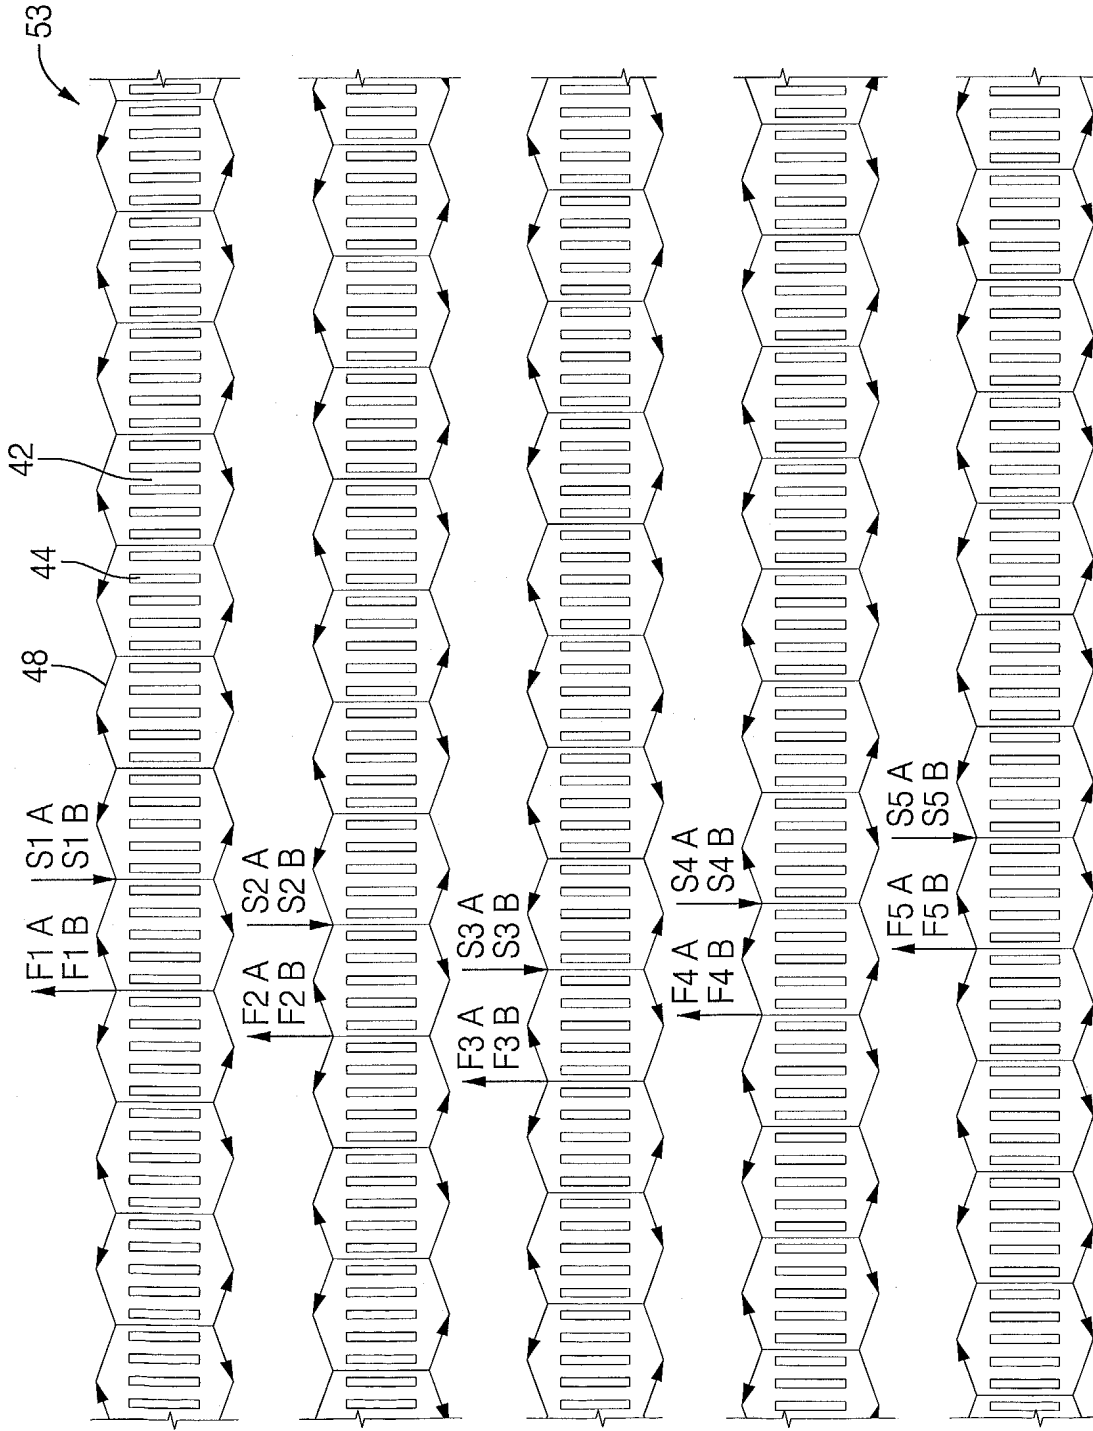 53
42
44
48
S1 A
S1 B
F1 A
F1 B
S2 A
S2 B
F2 A
F2 B
S3 A
S3 B
F3 A
F3 B
S4 A
S4 B
F4 A
F4 B
S5 A
S5 B
F5 A
F5 B